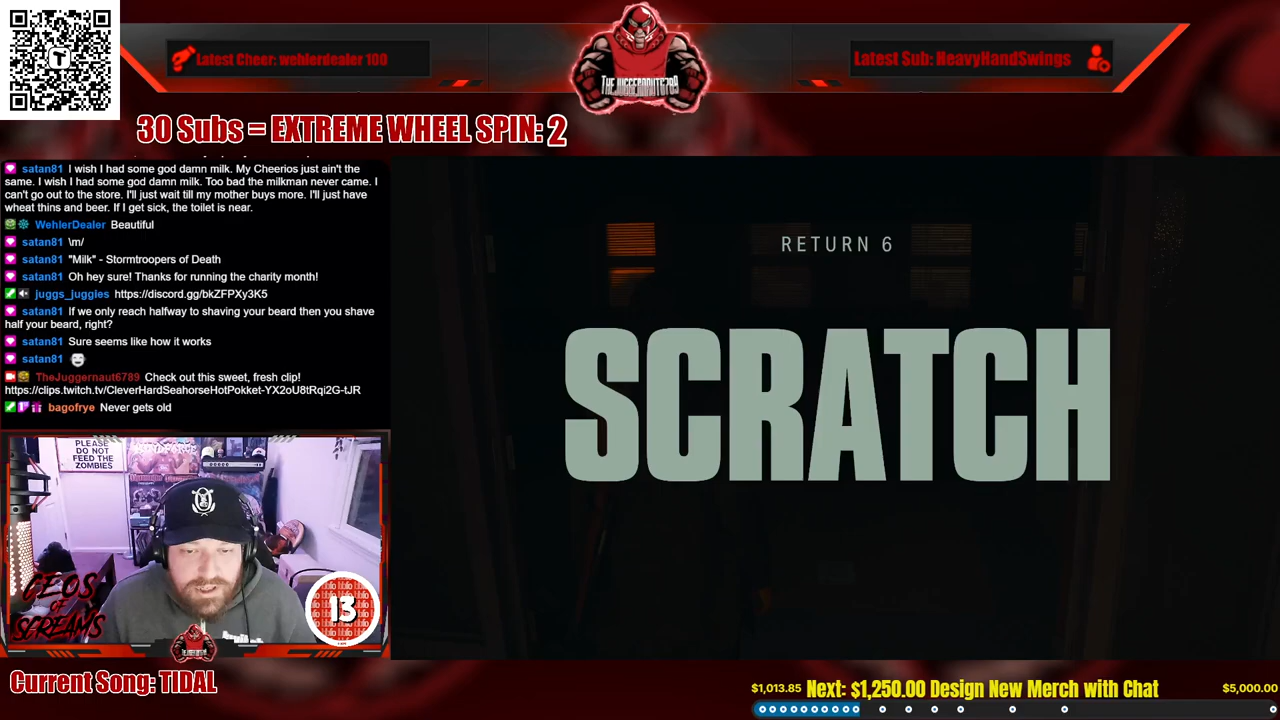 Latest Cheer: wehlerdealer 100
THEJUGGERNAUT6789
Latest Sub: HeavyHandSwings
30 Subs = EXTREME WHEEL SPIN: 2
satan81 I wish I had some god damn milk. My Cheerios just ain't the
same. I wish I had some god damn milk. Too bad the milkman never came. I
can't go out to the store. I'll just wait till my mother buys more. I'll just have
wheat thins and beer. If I get sick, the toilet is near.
WehlerDealer Beautiful
satan81 \m/
satan81 "Milk" - Stormtroopers of Death
satan81 Oh hey sure! Thanks for running the charity month!
juggs_juggles https://discord.gg/bkZFPXy3K5
satan81 If we only reach halfway to shaving your beard then you shave
half your beard, right?
satan81 Sure seems like how it works
satan81
TheJuggernaut6789 Check out this sweet, fresh clip!
https://clips.twitch.tv/CleverHardSeahorseHotPokket-YX2oU8tRqi2G-tJR
bagofrye Never gets old
RETURN 6
SCRATCH
PLEASE
DO NOT
FEED THE
ZOMBIES
GEOS
OF
SCREAMS
13
Current Song: TIDAL
$1,013.85 Next: $1,250.00 Design New Merch with Chat $5,000.00